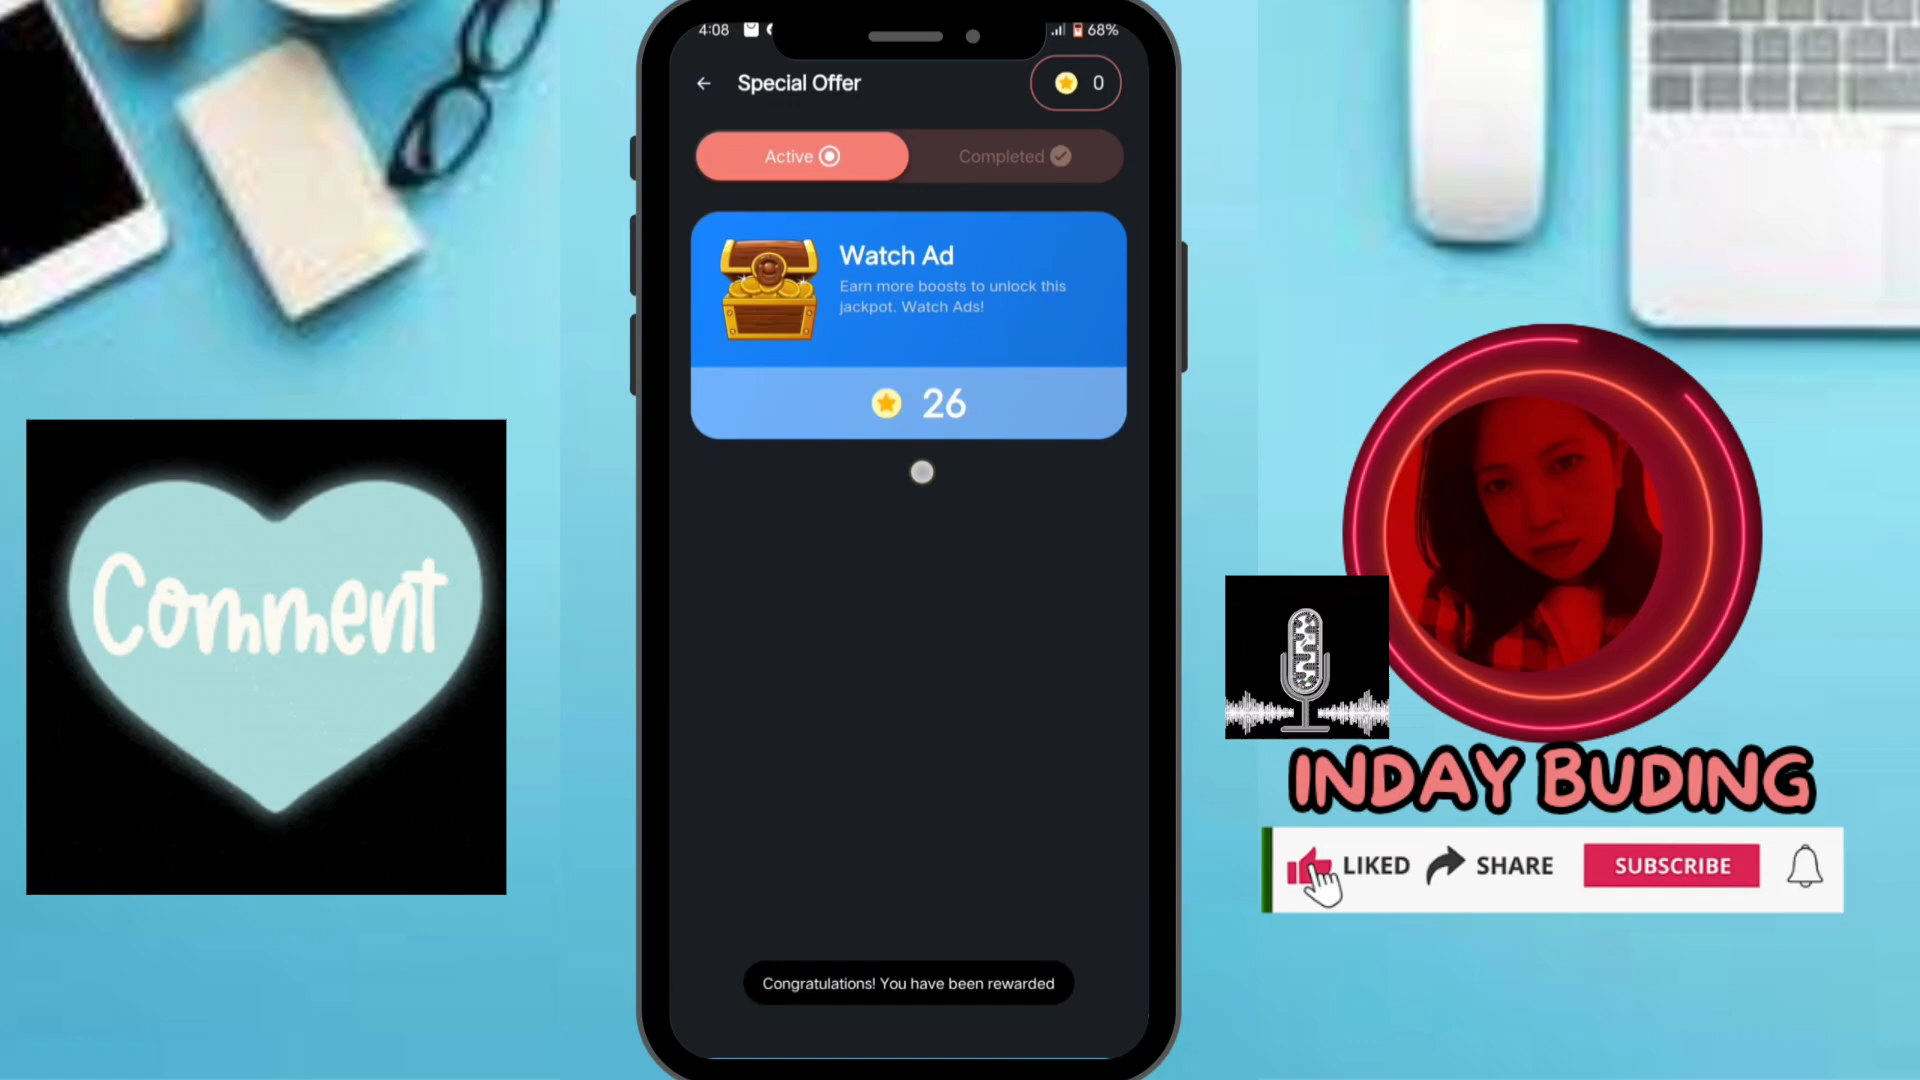 4:08
68%
Special Offer
0
Active
Completed
Watch Ad
Earn more boosts to unlock this
jackpot. Watch Ads!
26
Congratulations! You have been rewarded
Comment
INDAY BUDING
LIKED
SHARE
SUBSCRIBE